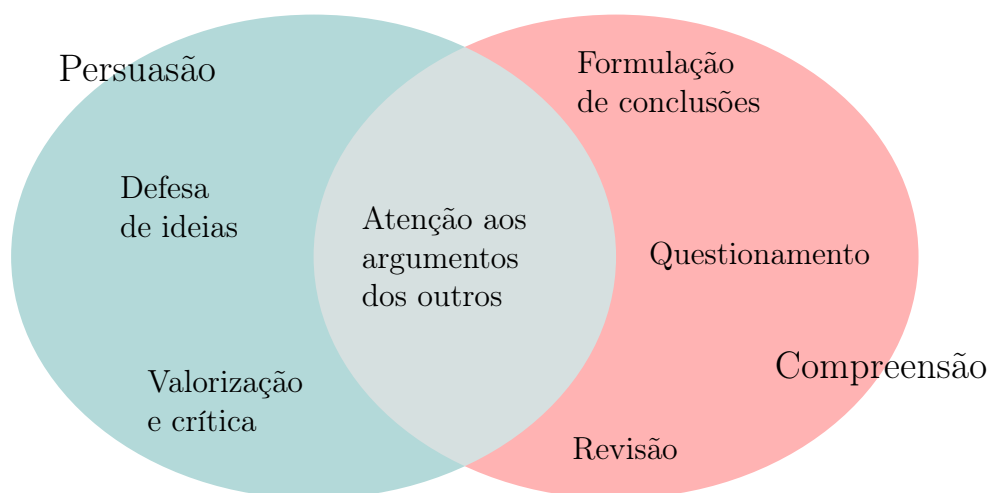 Persuasão
Defesa
de ideias
Valorização
e crítica
Atenção aos
argumentos
dos outros
Formulação
de conclusões
Questionamento
Compreensão
Revisão